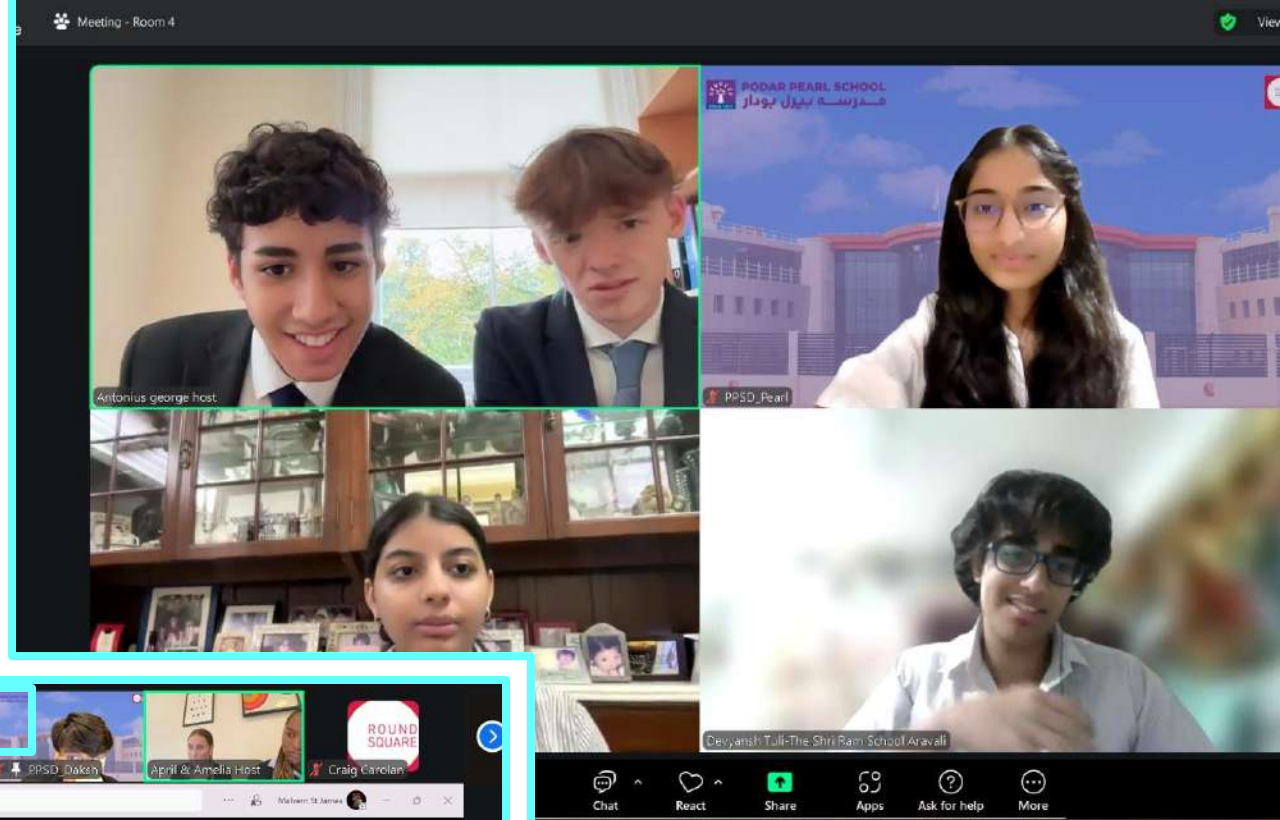 Meeting - Room 4
View
PODAR PEARL SCHOOL
مدرسة بيرل بودار
Antonius george host
PPSD_Pearl
Devyansh Tuli-The Shri Ram School Aravali
PPSD_Daksh
April & Amelia Host
ROUND
SQUARE
Craig Carolan
Malvern St James
Chat
React
Share
Apps
Ask for help
More